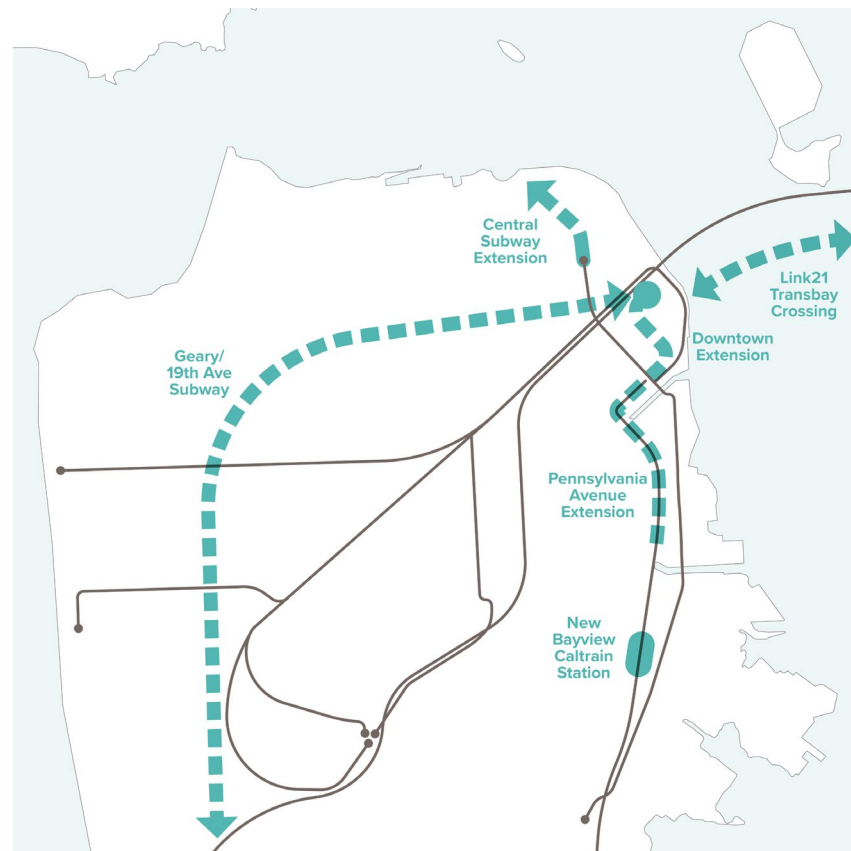 Central
Subway
Extension
Link21
Transbay
Crossing
Downtown
Extension
Geary/
19th Ave
Subway
Pennsylvania
Avenue
Extension
New
Bayview
Caltrain
Station